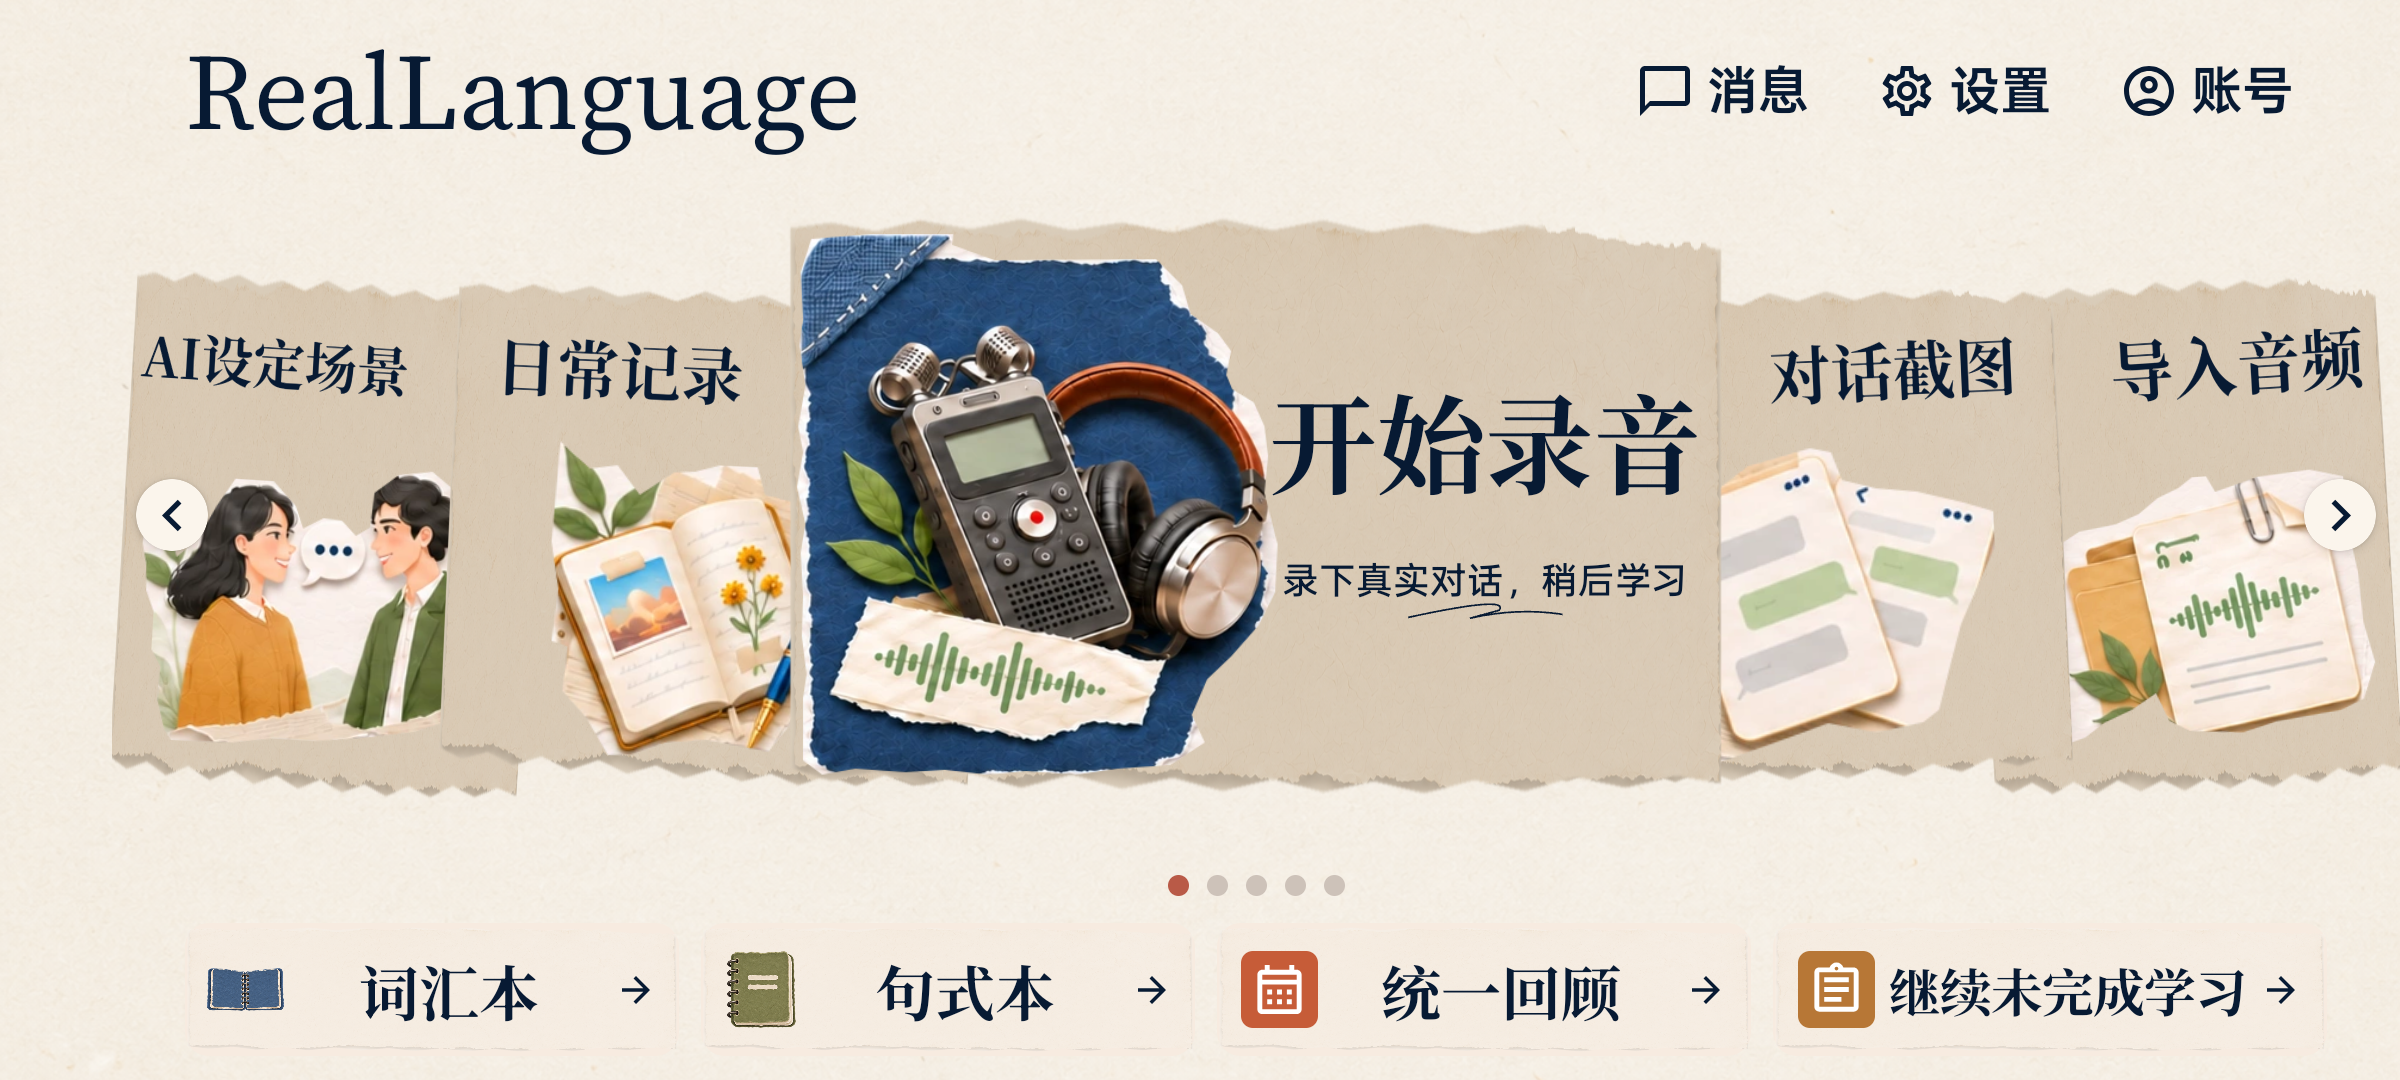 RealLanguage
消息
设置
账号
AI设定场景
日常记录
开始录音
录下真实对话，稍后学习
对话截图
导入音频
词汇本
句式本
统一回顾
继续未完成学习